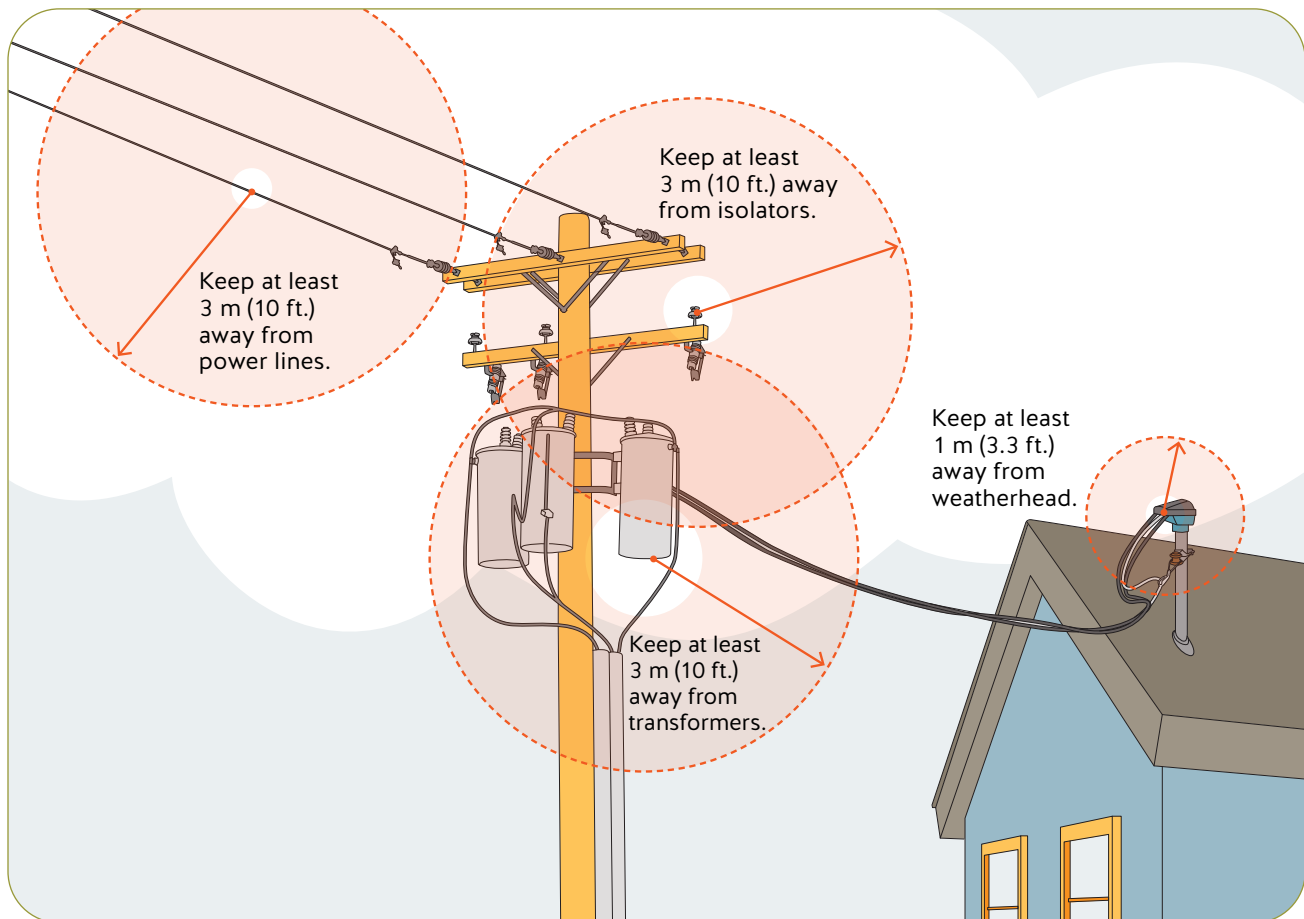 Keep at least
3 m (10 ft.) away
from isolators.
Keep at least
3 m (10 ft.)
away from
power lines.
Keep at least
1 m (3.3 ft.)
away from
weatherhead.
Keep at least
3 m (10 ft.)
away from
transformers.